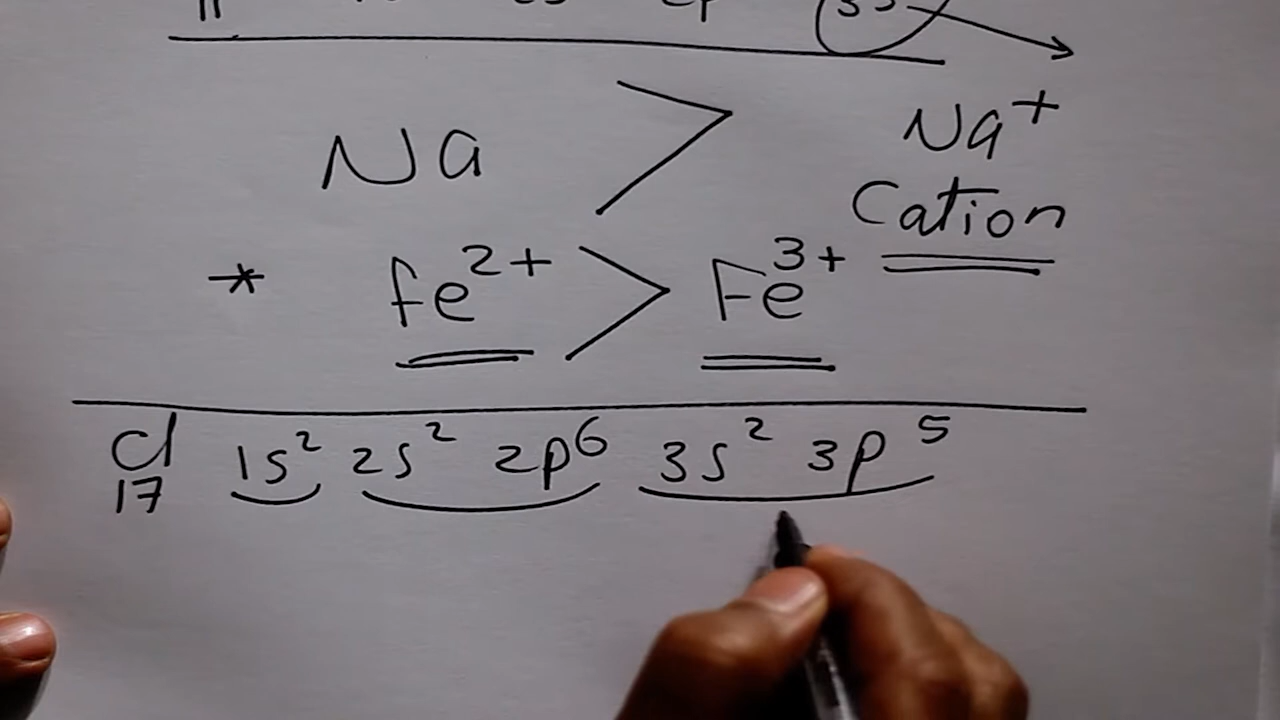 Na > Na⁺
Cation
* fe²⁺ > Fe³⁺
Cl 1s² 2s² 2p⁶ 3s² 3p⁵
17